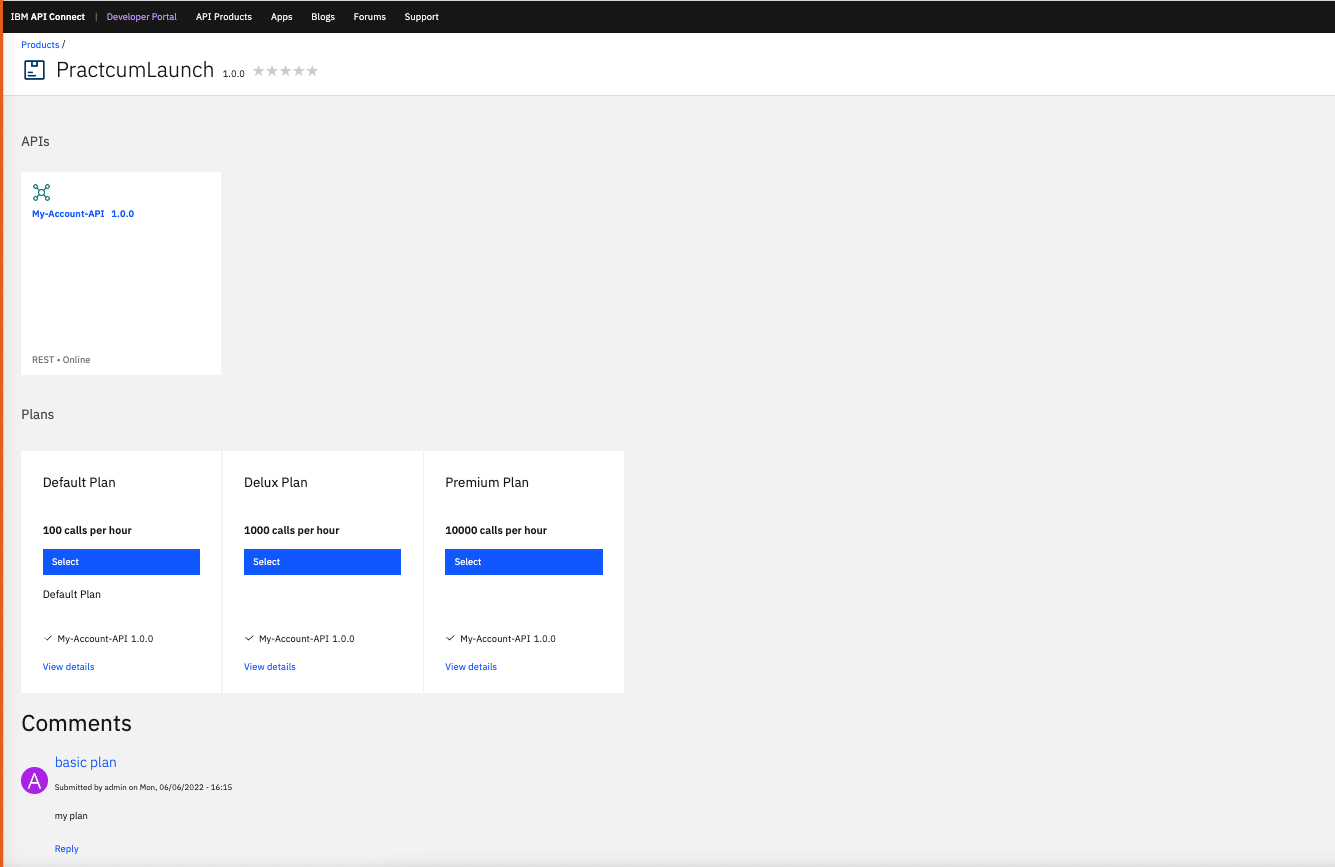 IBM API Connect | Developer Portal API Products Apps Blogs Forums Support
Products /
PractcumLaunch 1.0.0
APIs
My-Account-API 1.0.0
REST • Online
Plans
Default Plan
100 calls per hour
Select
Default Plan
My-Account-API 1.0.0
View details
Delux Plan
1000 calls per hour
Select
My-Account-API 1.0.0
View details
Premium Plan
10000 calls per hour
Select
My-Account-API 1.0.0
View details
Comments
A
basic plan
Submitted by admin on Mon, 06/06/2022 - 16:15
my plan
Reply